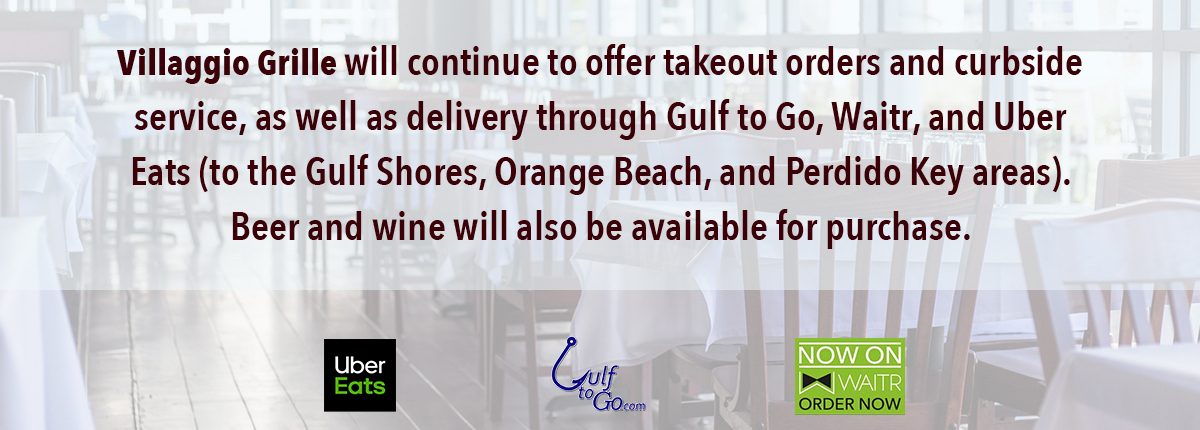 Villaggio Grille will continue to offer takeout orders and curbside
service, as well as delivery through Gulf to Go, Waitr, and Uber
Eats (to the Gulf Shores, Orange Beach, and Perdido Key areas).
Beer and wine will also be available for purchase.
Uber
Eats
Gulf
to
Go.com
NOW ON
WAITR
ORDER NOW